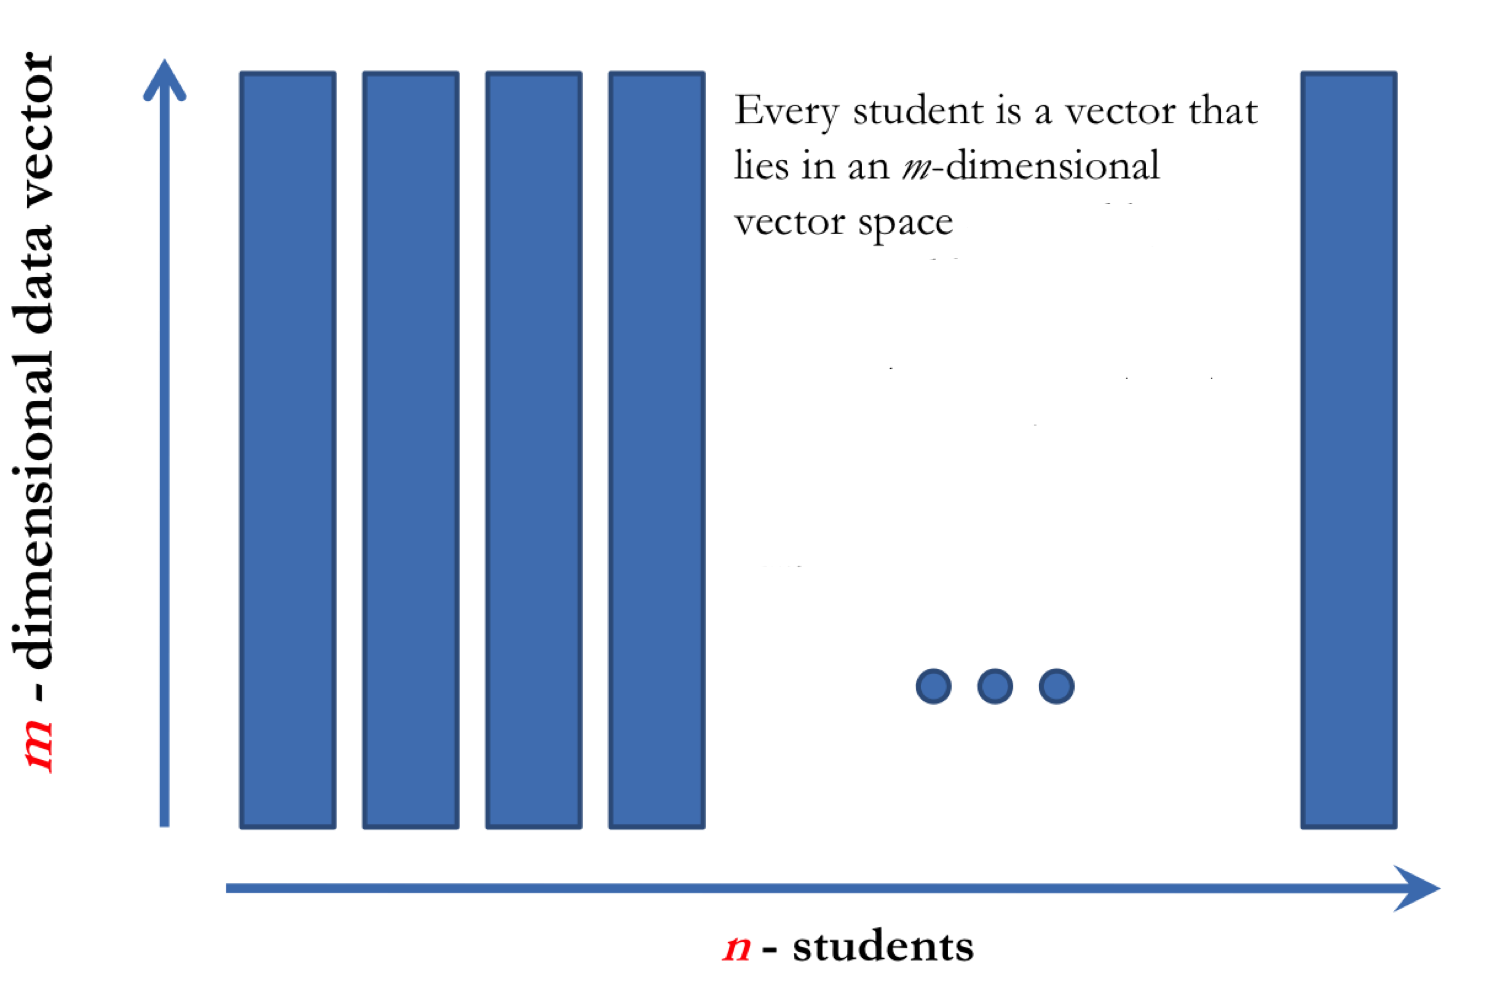 m - dimensional data vector
Every student is a vector that
lies in an m-dimensional
vector space
n - students